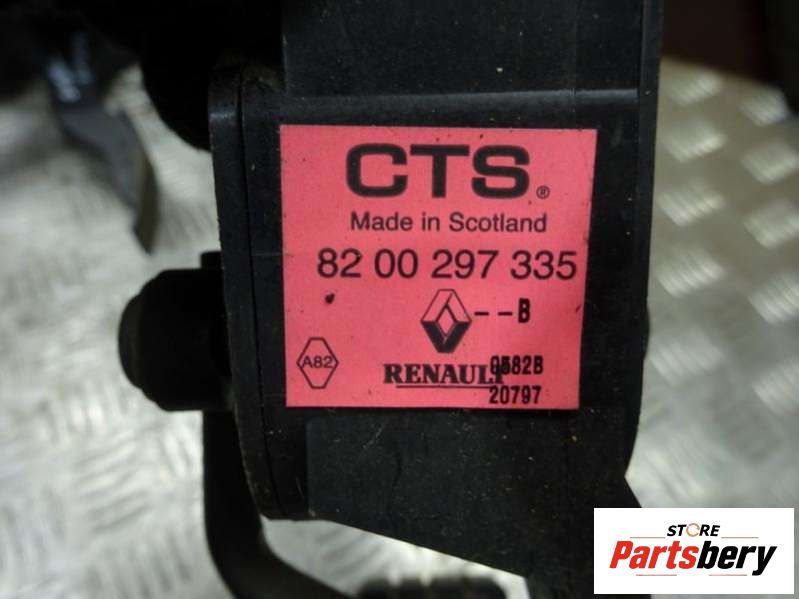 CTS®
Made in Scotland
82 00 297 335
--B
A82
RENAULT
20797
STORE
Partsbery